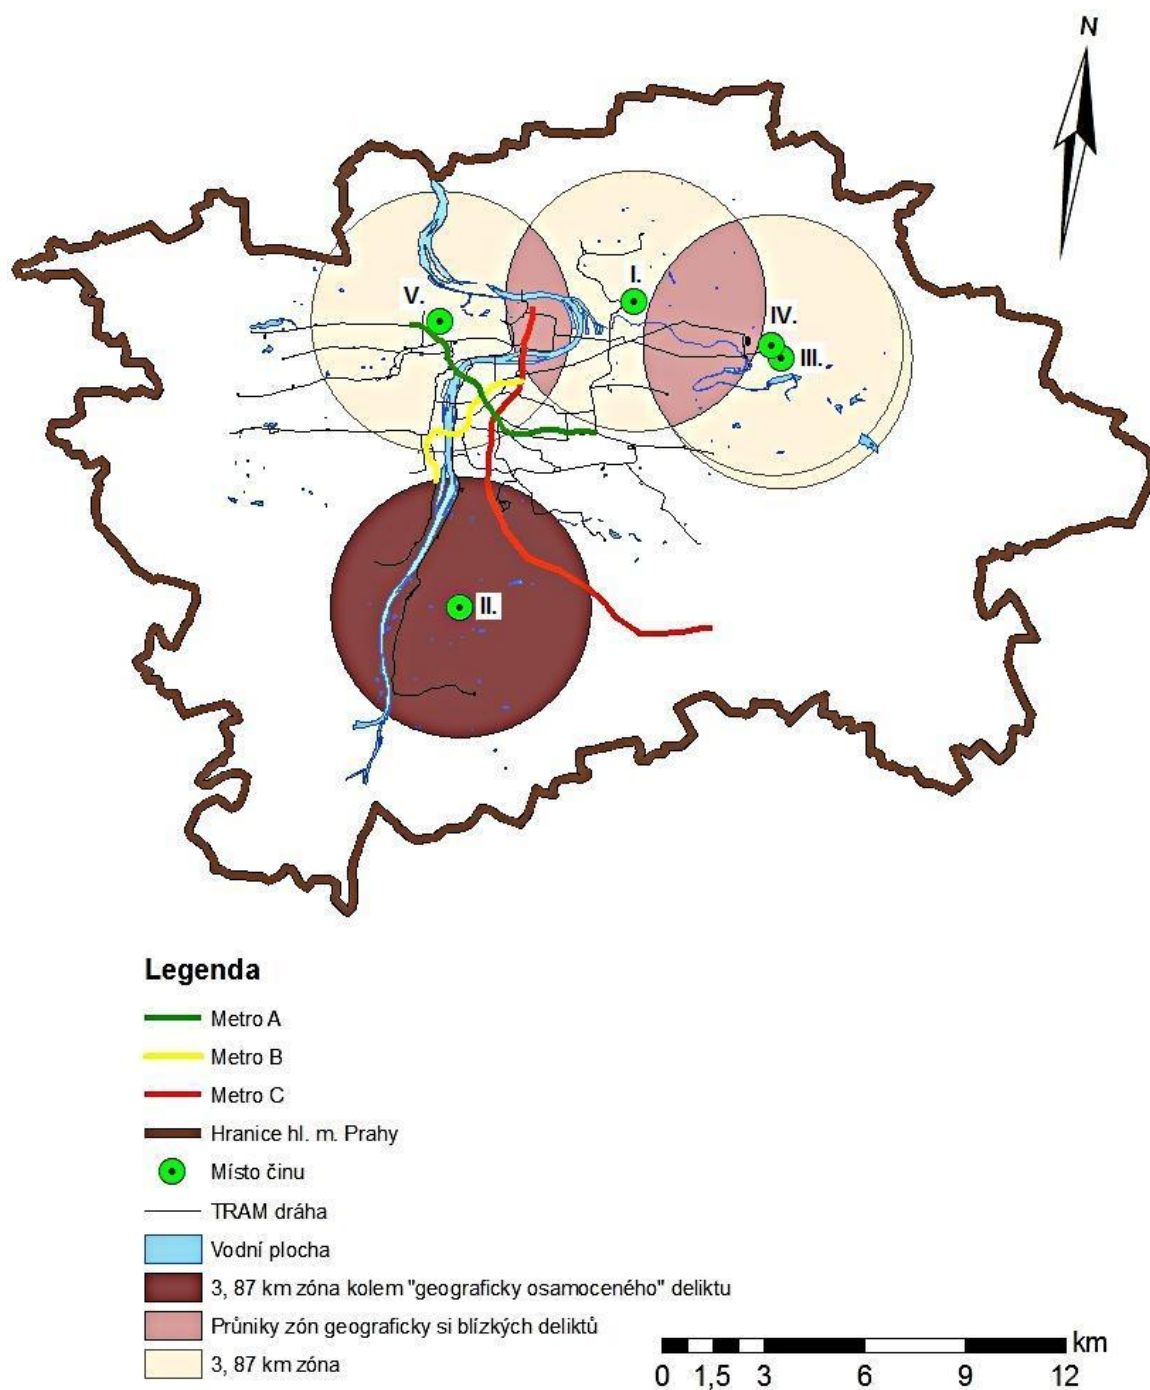 N
I.
V.
IV.
III.
II.
Legenda
Metro A
Metro B
Metro C
Hranice hl. m. Prahy
Místo činu
TRAM dráha
Vodní plocha
3, 87 km zóna kolem "geograficky osamoceného" deliktu
Průniky zón geograficky si blízkých deliktů
3, 87 km zóna
km
0 1,5 3 6 9 12